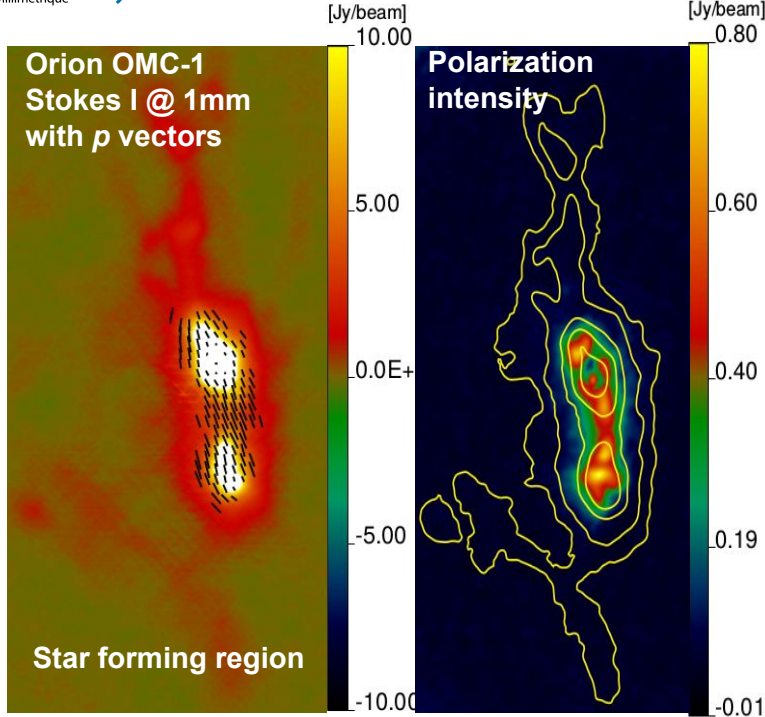 [Jy/beam]
10.00
5.00
0.0E+
-5.00
-10.00
Orion OMC-1
Stokes I @ 1mm
with p vectors
Star forming region
[Jy/beam]
0.80
0.60
0.40
0.19
-0.01
Polarization
intensity